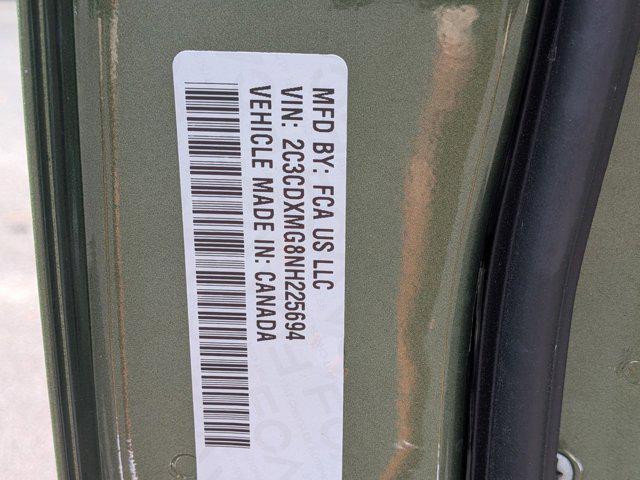 MFD BY: FCA US LLC
VIN: 2C3CDXMG8NH225694
VEHICLE MADE IN: CANADA